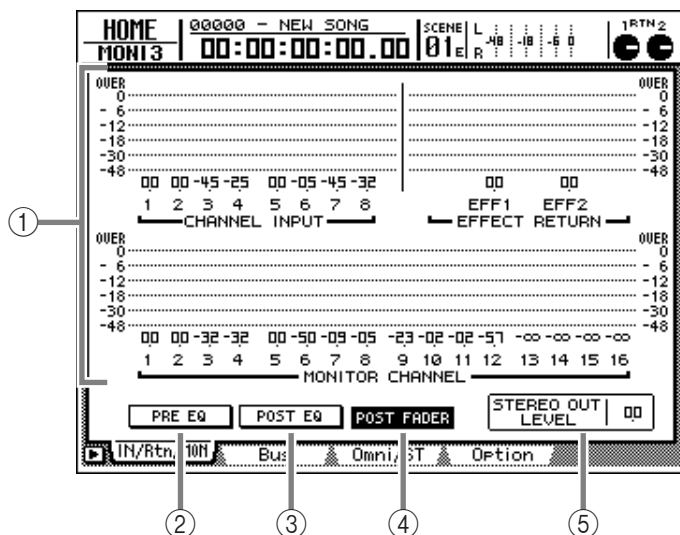 HOME 00000 - NEW SONG SCENE L -48 -18 -6 0 1 RTN 2
MONI3 00:00:00:00.00 01E R
OVER OVER
0 0
- 6 - 6
-12 -12
-18 -18
-30 -30
-48 -48
00 00 -45 -25 00 -05 -45 -32 00 00
1 2 3 4 5 6 7 8 EFF1 EFF2
CHANNEL INPUT EFFECT RETURN
①
OVER OVER
0 0
- 6 - 6
-12 -12
-18 -18
-30 -30
-48 -48
00 00 -32 -32 00 -50 -09 -05 -23 -02 -02 -57 -∞ -∞ -∞ -∞
1 2 3 4 5 6 7 8 9 10 11 12 13 14 15 16
MONITOR CHANNEL
PRE EQ POST EQ POST FADER STEREO OUT LEVEL 00
IN/Rtn/MON Bus Omni/ST Option
② ③ ④ ⑤